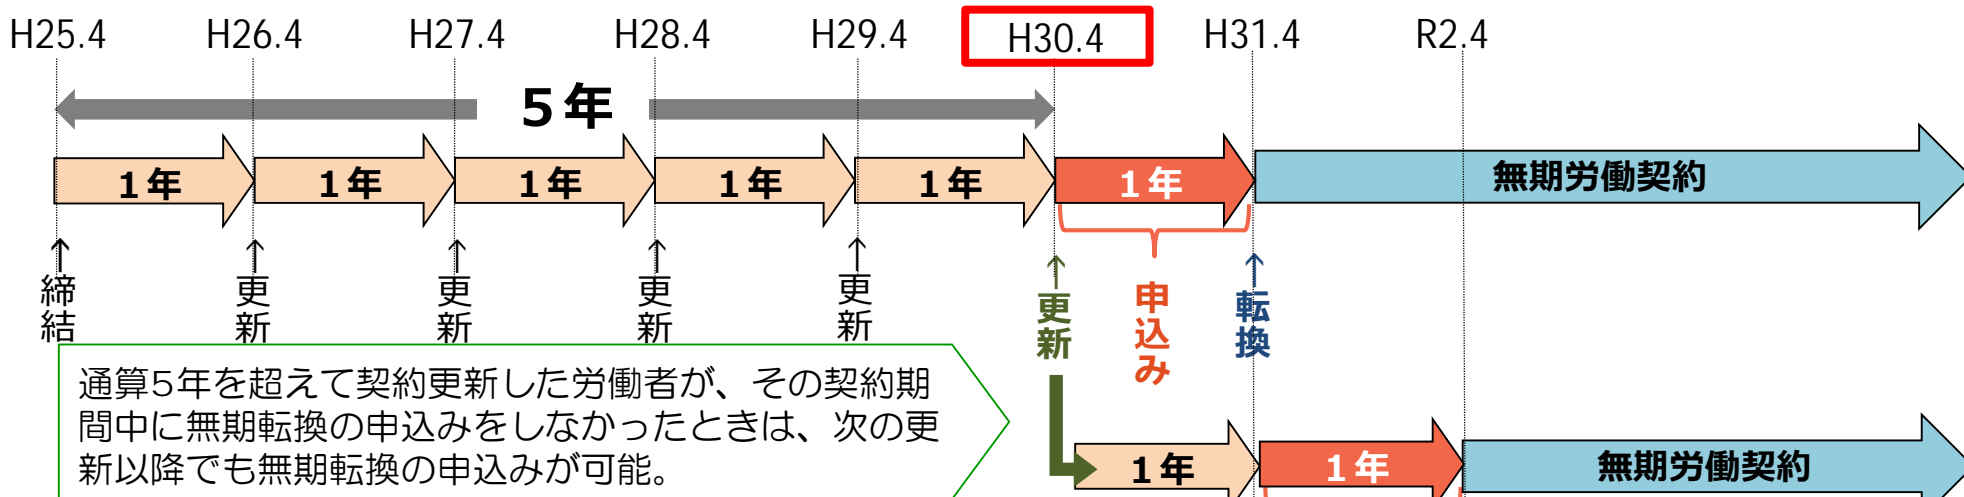 H25.4 H26.4 H27.4 H28.4 H29.4 H30.4 H31.4 R2.4
5年
1年 1年 1年 1年 1年 1年 無期労働契約
↑締結
↑更新
↑更新
↑更新
↑更新
↑更新
申込み
↑転換
通算5年を超えて契約更新した労働者が、その契約期
間中に無期転換の申込みをしなかったときは、次の更
新以降でも無期転換の申込みが可能。
1年 1年 無期労働契約